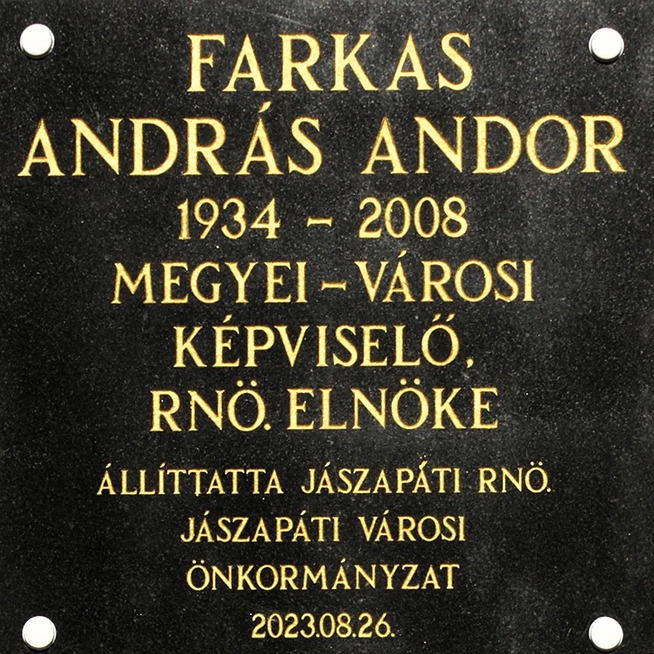 FARKAS
ANDRÁS ANDOR
1934 – 2008
MEGYEI – VÁROSI
KÉPVISELŐ,
RNÖ. ELNÖKE
ÁLLÍTTATTA JÁSZAPÁTI RNÖ.
JÁSZAPÁTI VÁROSI
ÖNKORMÁNYZAT
2023.08.26.